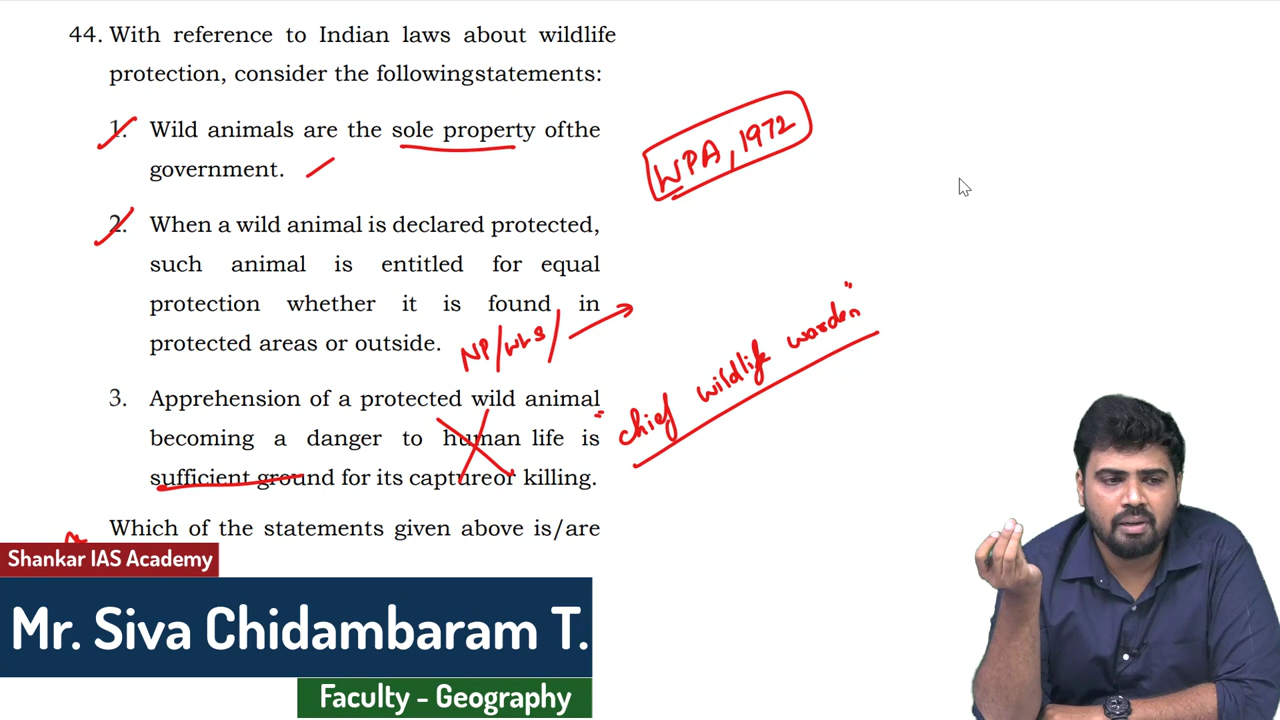 44. With reference to Indian laws about wildlife
protection, consider the followingstatements:
1. Wild animals are the sole property ofthe
government.
WPA, 1972
2. When a wild animal is declared protected,
such animal is entitled for equal
protection whether it is found in
protected areas or outside.
NP/WLS/
3. Apprehension of a protected wild animal
becoming a danger to human life is
sufficient ground for its captureor killing.
"chief wildlife warden"
Which of the statements given above is/are
Shankar IAS Academy
Mr. Siva Chidambaram T.
Faculty - Geography